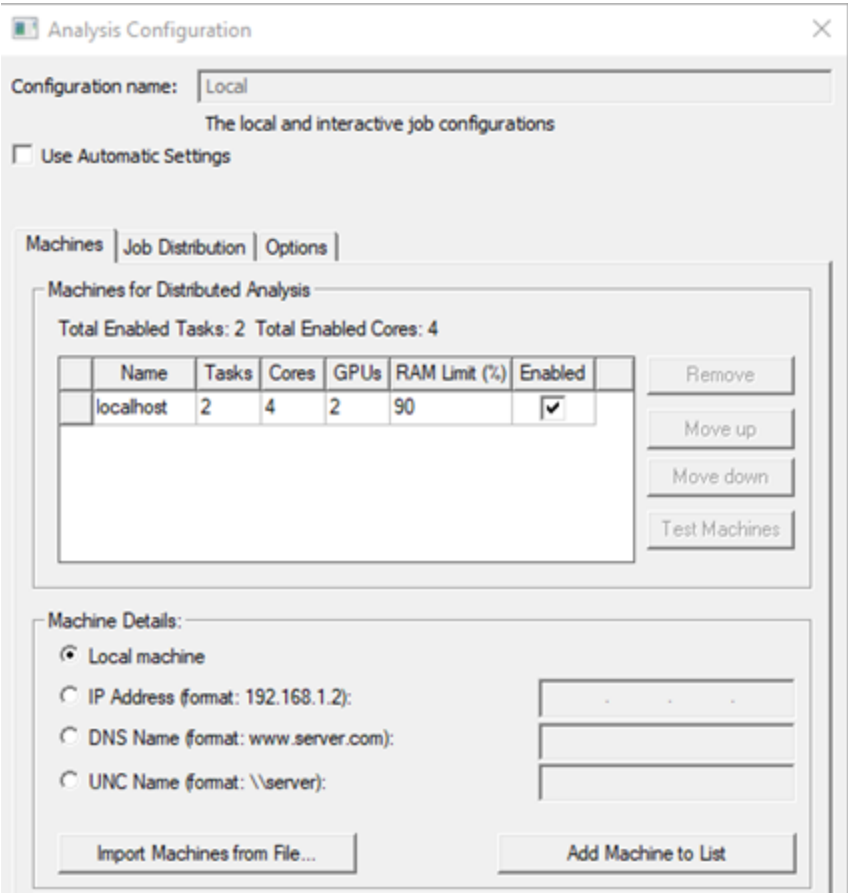 Analysis Configuration
Configuration name: Local
The local and interactive job configurations
Use Automatic Settings
Machines Job Distribution Options
Machines for Distributed Analysis
Total Enabled Tasks: 2 Total Enabled Cores: 4
Name Tasks Cores GPUs RAM Limit (%) Enabled
localhost 2 4 2 90
Remove
Move up
Move down
Test Machines
Machine Details:
Local machine
IP Address (format: 192.168.1.2):
DNS Name (format: www.server.com):
UNC Name (format: \\server):
Import Machines from File... Add Machine to List